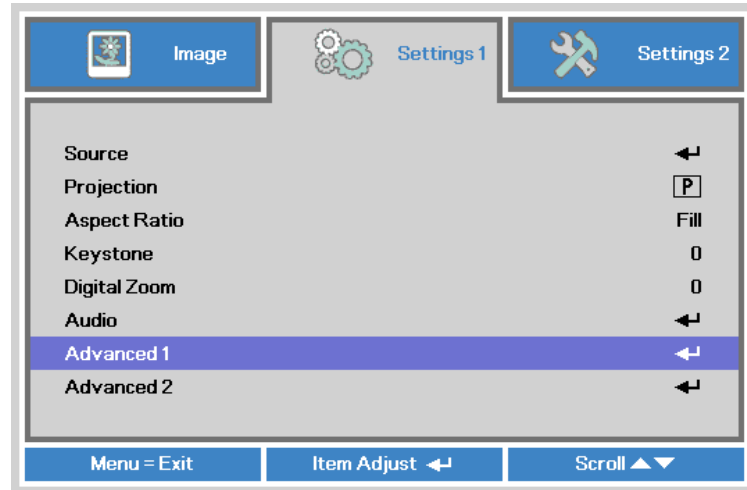 Image
Settings 1
Settings 2
Source
Projection P
Aspect Ratio Fill
Keystone 0
Digital Zoom 0
Audio
Advanced 1
Advanced 2
Menu = Exit
Item Adjust
Scroll